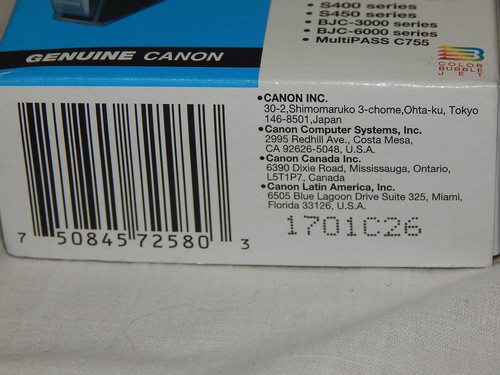 • S400 series
• S450 series
• BJC-3000 series
• BJC-6000 series
• MultiPASS C755
GENUINE CANON
COLOR
BUBBLE
JET
•CANON INC.
30-2,Shimomaruko 3-chome,Ohta-ku, Tokyo
146-8501,Japan
•Canon Computer Systems, Inc.
2995 Redhill Ave., Costa Mesa,
CA 92626-5048, U.S.A.
•Canon Canada Inc.
6390 Dixie Road, Mississauga, Ontario,
L5T1P7, Canada
•Canon Latin America, Inc.
6505 Blue Lagoon Drive Suite 325, Miami,
Florida 33126, U.S.A.
1701C26
7 50845 72580 3